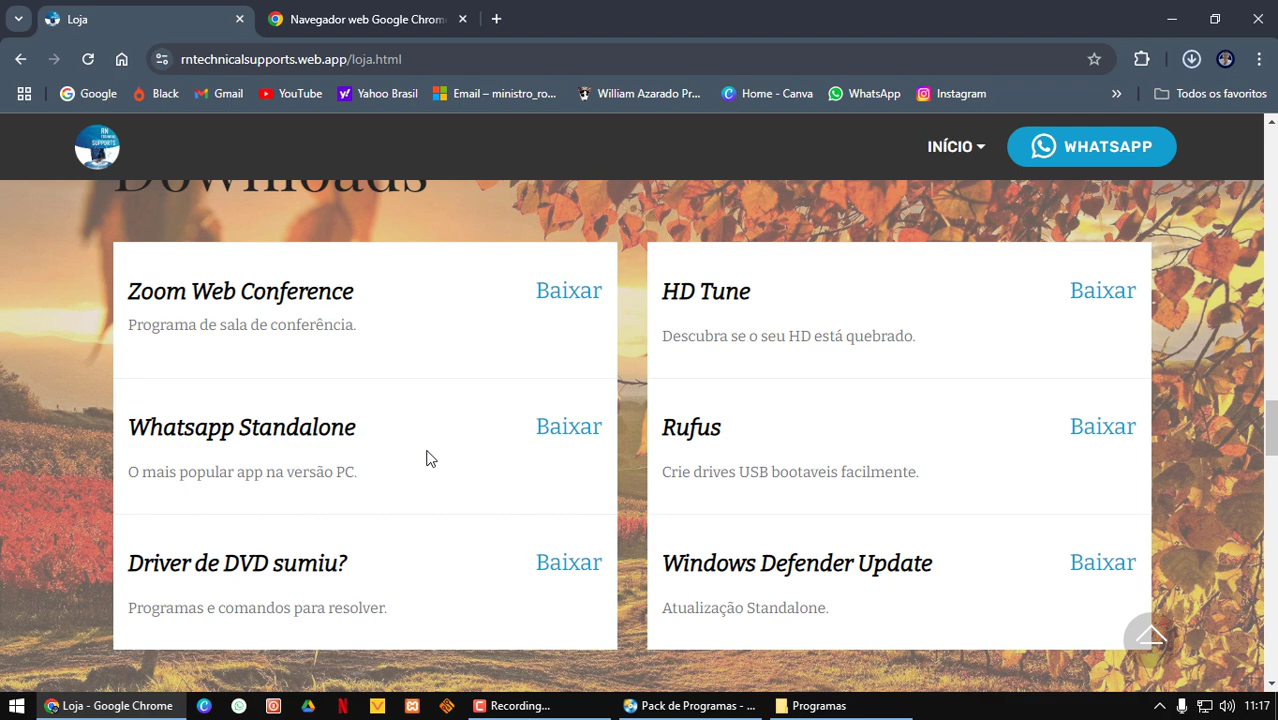 Loja
Navegador web Google Chrom
rntechnicalsupports.web.app/loja.html
Google
Black
Gmail
YouTube
Yahoo Brasil
Email – ministro_ro...
William Azarado Pr...
Home - Canva
WhatsApp
Instagram
»
Todos os favoritos
RN
TECHNICAL
SUPPORTS
INÍCIO
WHATSAPP
Downloads
Zoom Web Conference
Baixar
Programa de sala de conferência.
HD Tune
Baixar
Descubra se o seu HD está quebrado.
Whatsapp Standalone
Baixar
O mais popular app na versão PC.
Rufus
Baixar
Crie drives USB bootaveis facilmente.
Driver de DVD sumiu?
Baixar
Programas e comandos para resolver.
Windows Defender Update
Baixar
Atualização Standalone.
Loja - Google Chrome
Recording...
Pack de Programas - ...
Programas
11:17